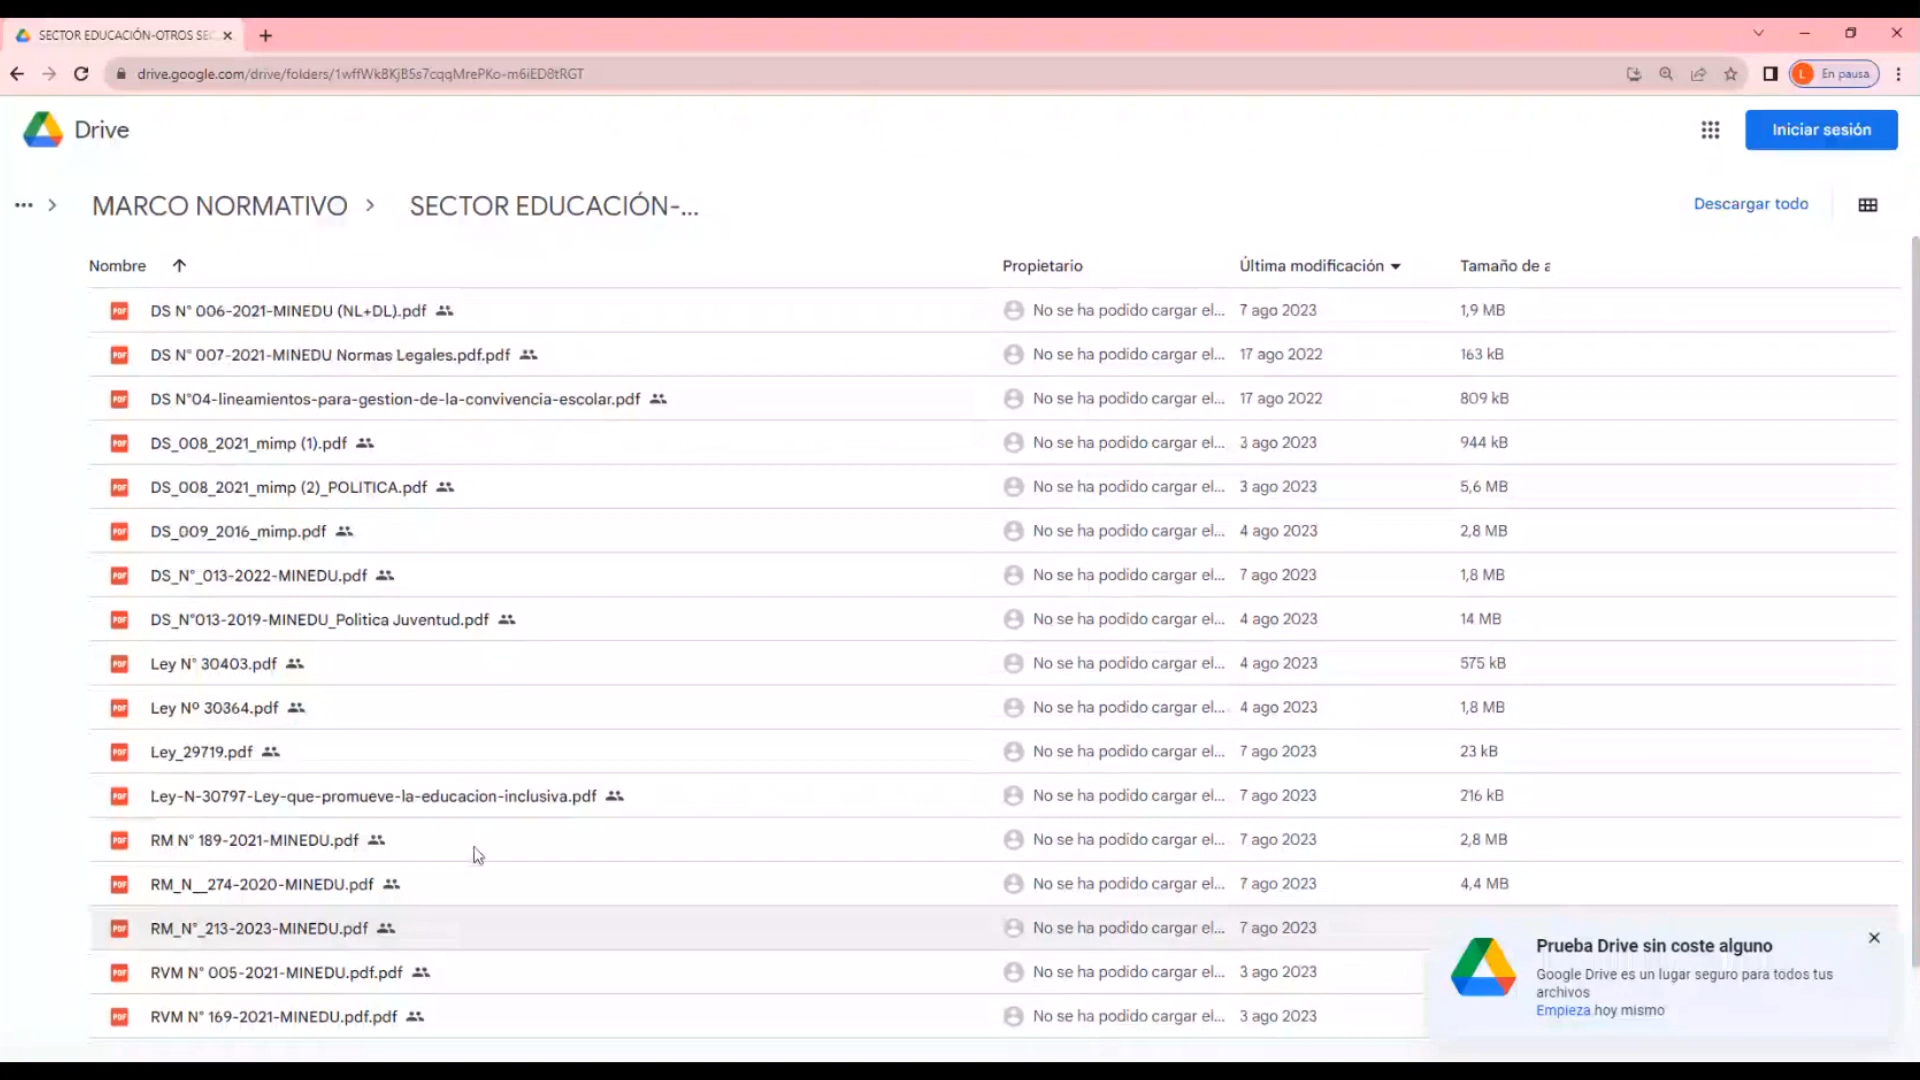 SECTOR EDUCACIÓN-OTROS SEC
drive.google.com/drive/folders/1wffWkBKjB5s7cqqMrePKo-m6iED8tRGT
L En pausa
Drive
Iniciar sesión
MARCO NORMATIVO
SECTOR EDUCACIÓN-...
Descargar todo
Nombre Propietario Última modificación Tamaño de a
DS N° 006-2021-MINEDU (NL+DL).pdf No se ha podido cargar el... 7 ago 2023 1,9 MB
DS N° 007-2021-MINEDU Normas Legales.pdf.pdf No se ha podido cargar el... 17 ago 2022 163 kB
DS N°04-lineamientos-para-gestion-de-la-convivencia-escolar.pdf No se ha podido cargar el... 17 ago 2022 809 kB
DS_008_2021_mimp (1).pdf No se ha podido cargar el... 3 ago 2023 944 kB
DS_008_2021_mimp (2)_POLITICA.pdf No se ha podido cargar el... 3 ago 2023 5,6 MB
DS_009_2016_mimp.pdf No se ha podido cargar el... 4 ago 2023 2,8 MB
DS_N°_013-2022-MINEDU.pdf No se ha podido cargar el... 7 ago 2023 1,8 MB
DS_N°013-2019-MINEDU_Politica Juventud.pdf No se ha podido cargar el... 4 ago 2023 14 MB
Ley N° 30403.pdf No se ha podido cargar el... 4 ago 2023 575 kB
Ley Nº 30364.pdf No se ha podido cargar el... 4 ago 2023 1,8 MB
Ley_29719.pdf No se ha podido cargar el... 7 ago 2023 23 kB
Ley-N-30797-Ley-que-promueve-la-educacion-inclusiva.pdf No se ha podido cargar el... 7 ago 2023 216 kB
RM N° 189-2021-MINEDU.pdf No se ha podido cargar el... 7 ago 2023 2,8 MB
RM_N__274-2020-MINEDU.pdf No se ha podido cargar el... 7 ago 2023 4,4 MB
RM_N°_213-2023-MINEDU.pdf No se ha podido cargar el... 7 ago 2023
RVM N° 005-2021-MINEDU.pdf.pdf No se ha podido cargar el... 3 ago 2023
RVM N° 169-2021-MINEDU.pdf.pdf No se ha podido cargar el... 3 ago 2023
Prueba Drive sin coste alguno
Google Drive es un lugar seguro para todos tus
archivos
Empieza hoy mismo